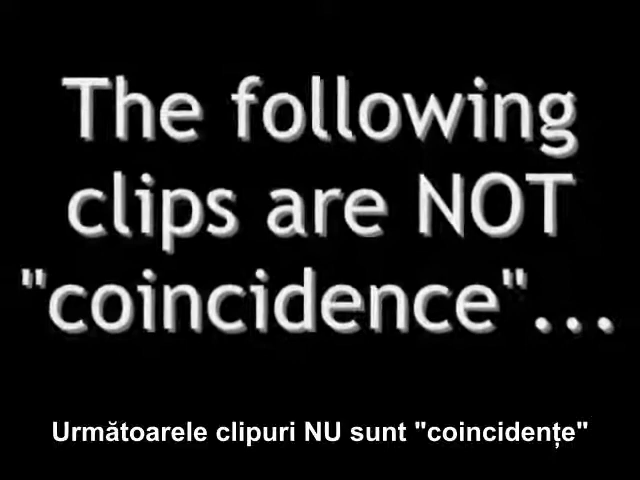 The following
clips are NOT
"coincidence"...
Următoarele clipuri NU sunt "coincidențe"